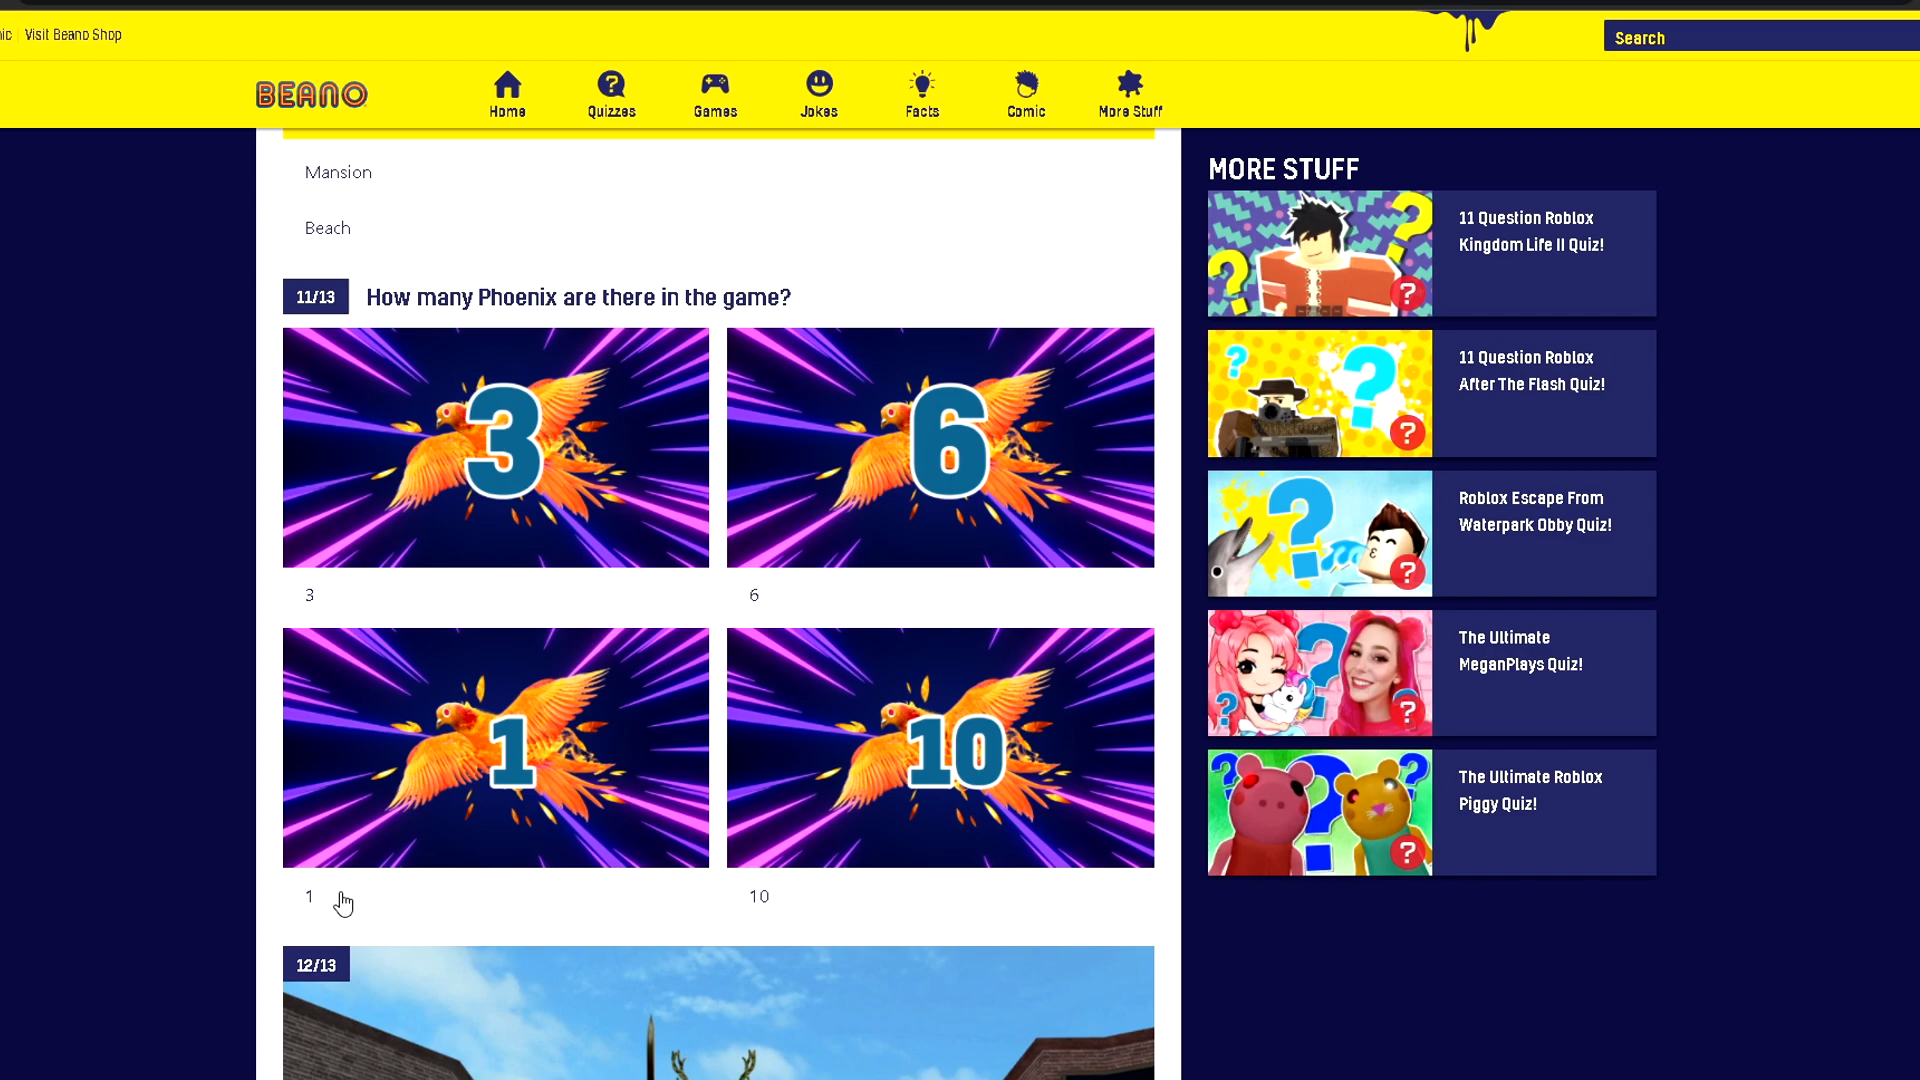 Visit Beano Shop
Search
BEANO
Home
Quizzes
Games
Jokes
Facts
Comic
More Stuff
Mansion
Beach
11/13
How many Phoenix are there in the game?
3
6
3
6
1
10
1
10
12/13
MORE STUFF
11 Question Roblox
Kingdom Life II Quiz!
11 Question Roblox
After The Flash Quiz!
Roblox Escape From
Waterpark Obby Quiz!
The Ultimate
MeganPlays Quiz!
The Ultimate Roblox
Piggy Quiz!